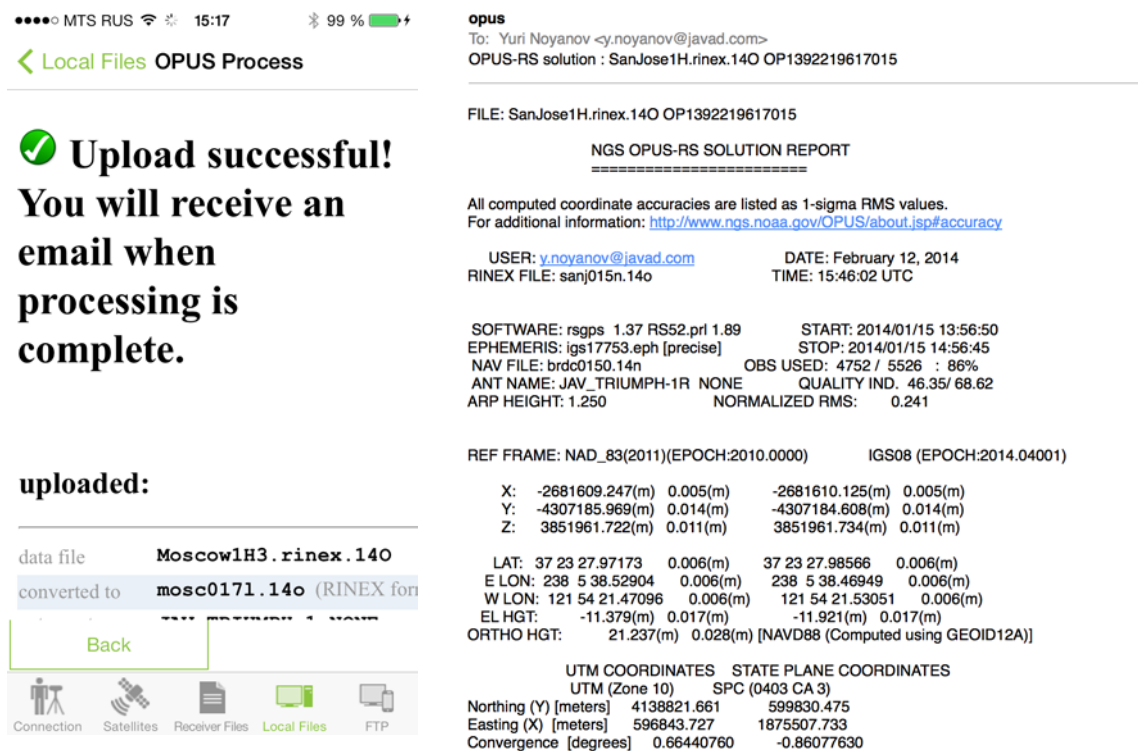 ●●●●○ MTS RUS 15:17 99 %
Local Files OPUS Process
Upload successful!
You will receive an
email when
processing is
complete.
uploaded:
data file Moscow1H3.rinex.14O
converted to mosc017l.14o (RINEX for
Back
Connection Satellites Receiver Files Local Files FTP
opus
To: Yuri Noyanov <y.noyanov@javad.com>
OPUS-RS solution : SanJose1H.rinex.14O OP1392219617015
FILE: SanJose1H.rinex.14O OP1392219617015
NGS OPUS-RS SOLUTION REPORT
========================
All computed coordinate accuracies are listed as 1-sigma RMS values.
For additional information: http://www.ngs.noaa.gov/OPUS/about.jsp#accuracy
USER: y.noyanov@javad.com DATE: February 12, 2014
RINEX FILE: sanj015n.14o TIME: 15:46:02 UTC
SOFTWARE: rsgps 1.37 RS52.prl 1.89 START: 2014/01/15 13:56:50
EPHEMERIS: igs17753.eph [precise] STOP: 2014/01/15 14:56:45
NAV FILE: brdc0150.14n OBS USED: 4752 / 5526 : 86%
ANT NAME: JAV_TRIUMPH-1R NONE QUALITY IND. 46.35/ 68.62
ARP HEIGHT: 1.250 NORMALIZED RMS: 0.241
REF FRAME: NAD_83(2011)(EPOCH:2010.0000) IGS08 (EPOCH:2014.04001)
X: -2681609.247(m) 0.005(m) -2681610.125(m) 0.005(m)
Y: -4307185.969(m) 0.014(m) -4307184.608(m) 0.014(m)
Z: 3851961.722(m) 0.011(m) 3851961.734(m) 0.011(m)
LAT: 37 23 27.97173 0.006(m) 37 23 27.98566 0.006(m)
E LON: 238 5 38.52904 0.006(m) 238 5 38.46949 0.006(m)
W LON: 121 54 21.47096 0.006(m) 121 54 21.53051 0.006(m)
EL HGT: -11.379(m) 0.017(m) -11.921(m) 0.017(m)
ORTHO HGT: 21.237(m) 0.028(m) [NAVD88 (Computed using GEOID12A)]
UTM COORDINATES STATE PLANE COORDINATES
UTM (Zone 10) SPC (0403 CA 3)
Northing (Y) [meters] 4138821.661 599830.475
Easting (X) [meters] 596843.727 1875507.733
Convergence [degrees] 0.66440760 -0.86077630